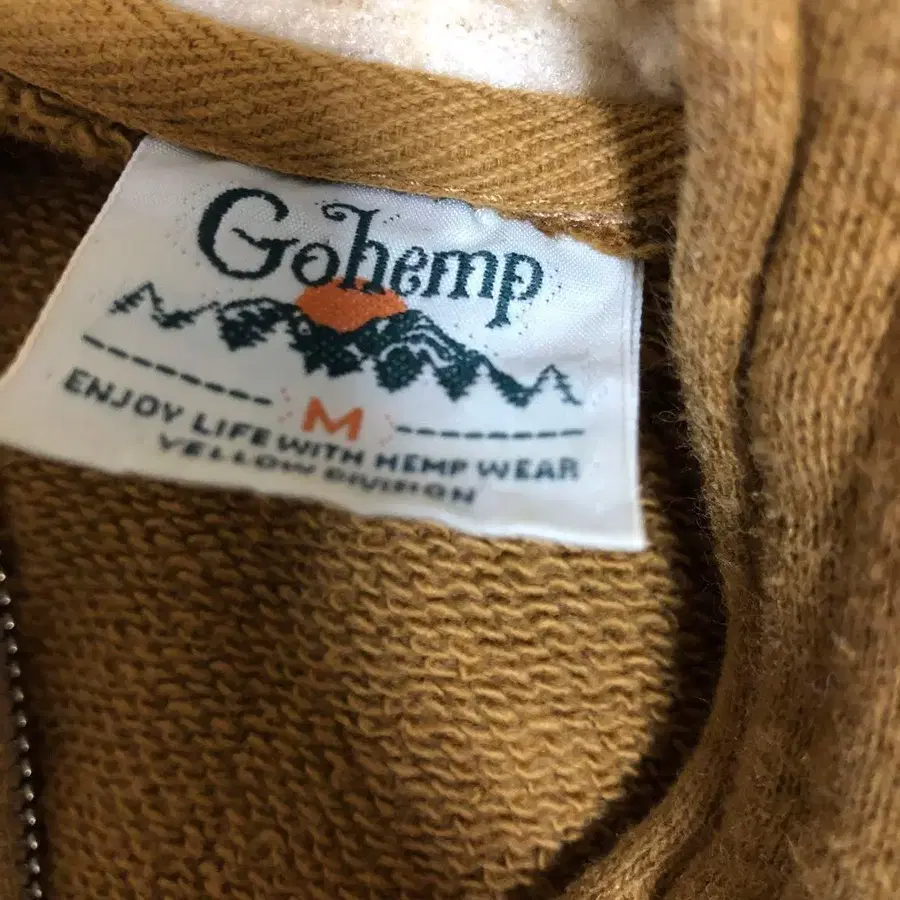 Gohemp
M
ENJOY LIFE WITH HEMP WEAR
YELLOW DIVISION